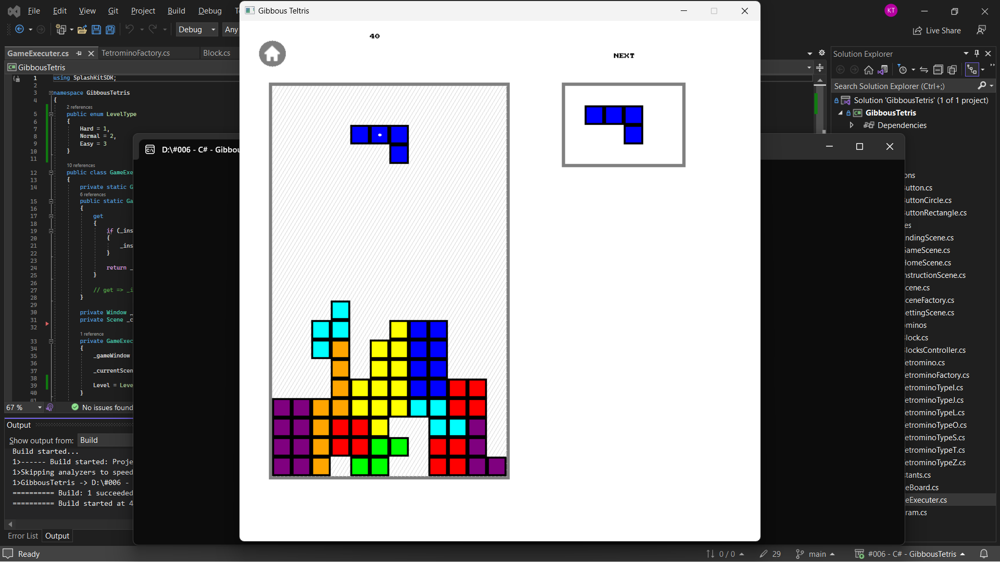 File Edit View Git Project Build Debug
Gibbous Teltris
KT
Debug
Any
Live Share
GameExecuter.cs
TetrominoFactory.cs
Block.cs
GibbousTetris
40
NEXT
1 using SplashKitSDK;
2
3 namespace GibbousTetris
4 {
2 references
5 public enum LevelType
6 {
7 Hard = 1,
8 Normal = 2,
9 Easy = 3
10 }
11
10 references
12 public class GameExe
13 {
14 private static G
6 references
15 public static Ga
16 {
17 get
18 {
19 if (_ins
20 {
21 _ins
22 }
23
24 return _
25 }
26
27 // get => _i
28 }
29
30 private Window _
31 private Scene _c
32
1 reference
33 private GameExec
34 {
35 _gameWindow
36
37 _currentScen
38
39 Level = Leve
40 }
41
67 %
No issues found
D:\#006 - C# - Gibbou
Output
Show output from: Build
Build started...
1>------ Build started: Proje
1>Skipping analyzers to speed
1>GibbousTetris -> D:\#006 -
========== Build: 1 succeeded
========== Build started at 4
Error List Output
Ready
Solution Explorer
Search Solution Explorer (Ctrl+;)
Solution 'GibbousTetris' (1 of 1 project)
GibbousTetris
Dependencies
ons
utton.cs
uttonCircle.cs
uttonRectangle.cs
es
ndingScene.cs
GameScene.cs
HomeScene.cs
nstructionScene.cs
cene.cs
ceneFactory.cs
ettingScene.cs
ominos
lock.cs
locksController.cs
etromino.cs
etrominoFactory.cs
etrominoTypeI.cs
etrominoTypeJ.cs
etrominoTypeL.cs
etrominoTypeO.cs
etrominoTypeS.cs
etrominoTypeT.cs
etrominoTypeZ.cs
stants.cs
eBoard.cs
eExecuter.cs
ram.cs
0 / 0
29
main
#006 - C# - GibbousTetris